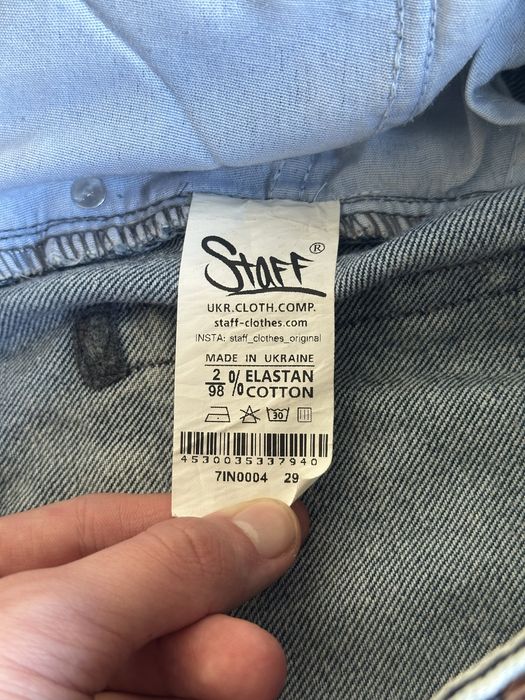 Staff®
UKR.CLOTH.COMP.
staff-clothes.com
INSTA: staff_clothes_original
MADE IN UKRAINE
2 % ELASTAN
98 % COTTON
30
4530035337940
7IN0004 29